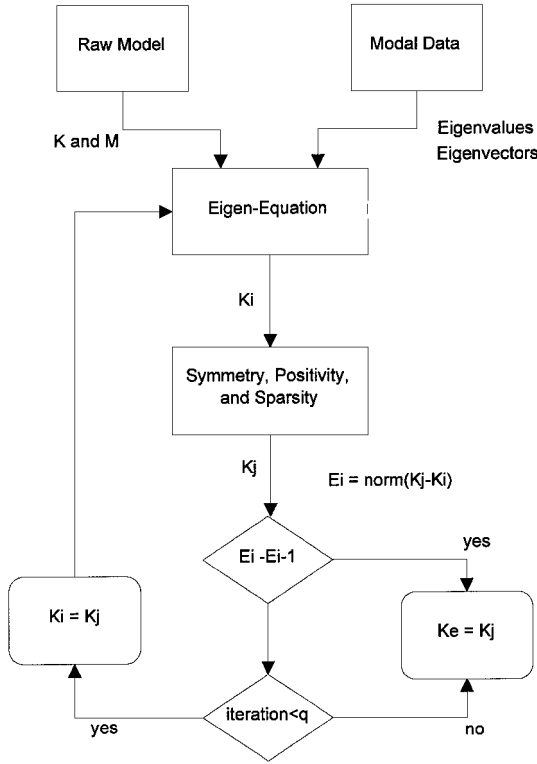 Raw Model
Modal Data
K and M
Eigenvalues
Eigenvectors
Eigen-Equation
Ki
Symmetry, Positivity,
and Sparsity
Kj
Ei = norm(Kj-Ki)
Ei -Ei-1
yes
Ki = Kj
Ke = Kj
iteration<q
yes
no